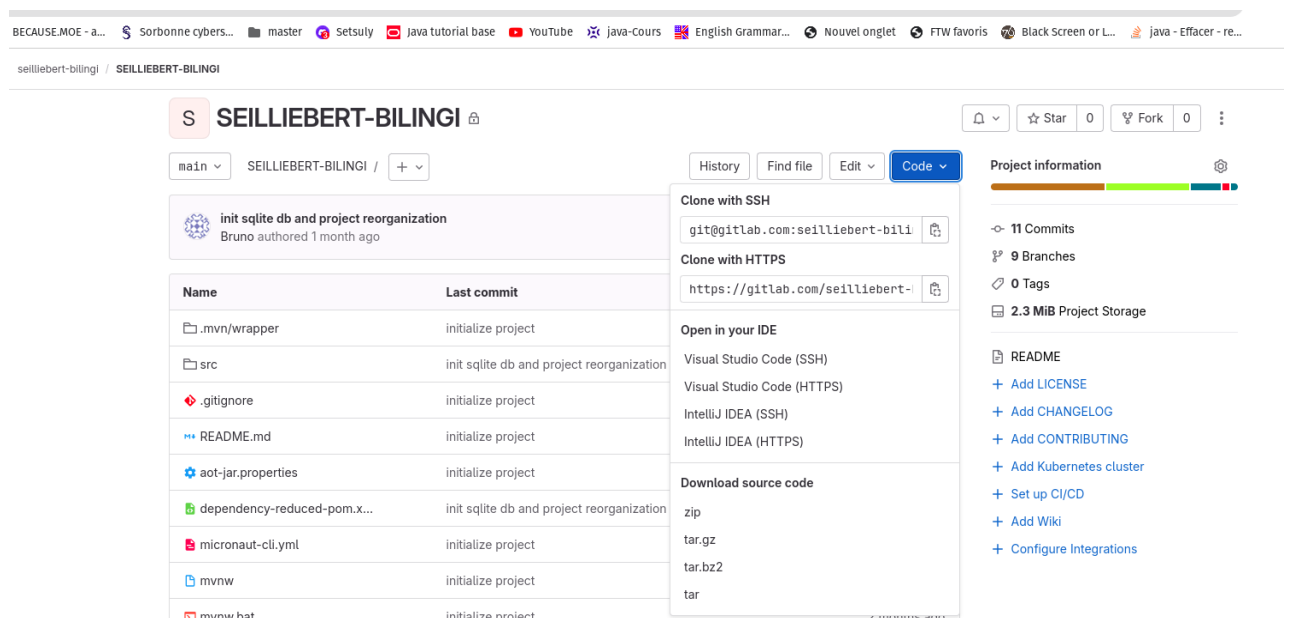 BECAUSE.MOE - a... Sorbonne cybers... master Setsuly Java tutorial base YouTube java-Cours English Grammar... Nouvel onglet FTW favoris Black Screen or L... java - Effacer - re...
seilliebert-bilingi / SEILLIEBERT-BILINGI
S SEILLIEBERT-BILINGI
Star 0 Fork 0
main SEILLIEBERT-BILINGI / +
History Find file Edit Code
init sqlite db and project reorganization
Bruno authored 1 month ago
Name Last commit
.mvn/wrapper initialize project
src init sqlite db and project reorganization
.gitignore initialize project
README.md initialize project
aot-jar.properties initialize project
dependency-reduced-pom.x... init sqlite db and project reorganization
micronaut-cli.yml initialize project
mvnw initialize project
mvnw.bat initialize project 2 months ago
Clone with SSH
git@gitlab.com:seilliebert-bili
Clone with HTTPS
https://gitlab.com/seilliebert-
Open in your IDE
Visual Studio Code (SSH)
Visual Studio Code (HTTPS)
IntelliJ IDEA (SSH)
IntelliJ IDEA (HTTPS)
Download source code
zip
tar.gz
tar.bz2
tar
Project information
11 Commits
9 Branches
0 Tags
2.3 MiB Project Storage
README
+ Add LICENSE
+ Add CHANGELOG
+ Add CONTRIBUTING
+ Add Kubernetes cluster
+ Set up CI/CD
+ Add Wiki
+ Configure Integrations